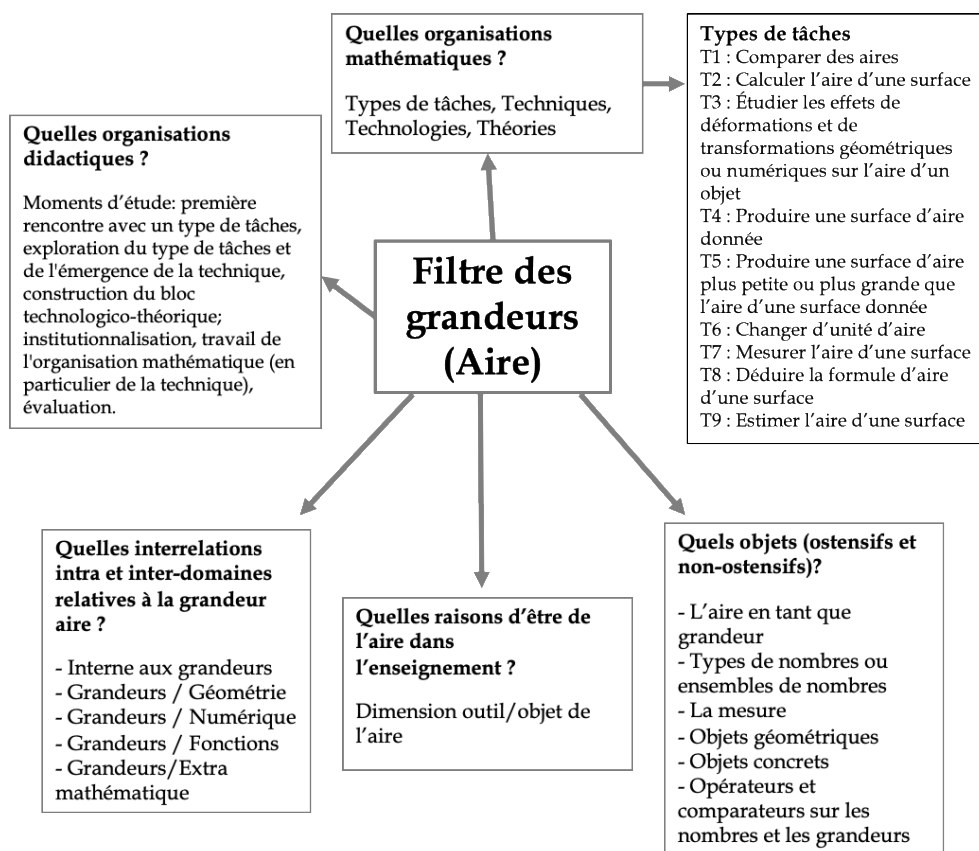 Quelles organisations
mathématiques ?
Types de tâches, Techniques,
Technologies, Théories
Types de tâches
T1 : Comparer des aires
T2 : Calculer l'aire d'une surface
T3 : Étudier les effets de
déformations et de
transformations géométriques
ou numériques sur l'aire d'un
objet
T4 : Produire une surface d'aire
donnée
T5 : Produire une surface d'aire
plus petite ou plus grande que
l'aire d'une surface donnée
T6 : Changer d'unité d'aire
T7 : Mesurer l'aire d'une surface
T8 : Déduire la formule d'aire
d'une surface
T9 : Estimer l'aire d'une surface
Quelles organisations
didactiques ?
Moments d'étude: première
rencontre avec un type de tâches,
exploration du type de tâches et
de l'émergence de la technique,
construction du bloc
technologico-théorique;
institutionnalisation, travail de
l'organisation mathématique (en
particulier de la technique),
évaluation.
Filtre des
grandeurs
(Aire)
Quelles interrelations
intra et inter-domaines
relatives à la grandeur
aire ?
- Interne aux grandeurs
- Grandeurs / Géométrie
- Grandeurs / Numérique
- Grandeurs / Fonctions
- Grandeurs/Extra
mathématique
Quelles raisons d'être de
l'aire dans
l'enseignement ?
Dimension outil/objet de
l'aire
Quels objets (ostensifs et
non-ostensifs)?
- L'aire en tant que
grandeur
- Types de nombres ou
ensembles de nombres
- La mesure
- Objets géométriques
- Objets concrets
- Opérateurs et
comparateurs sur les
nombres et les grandeurs